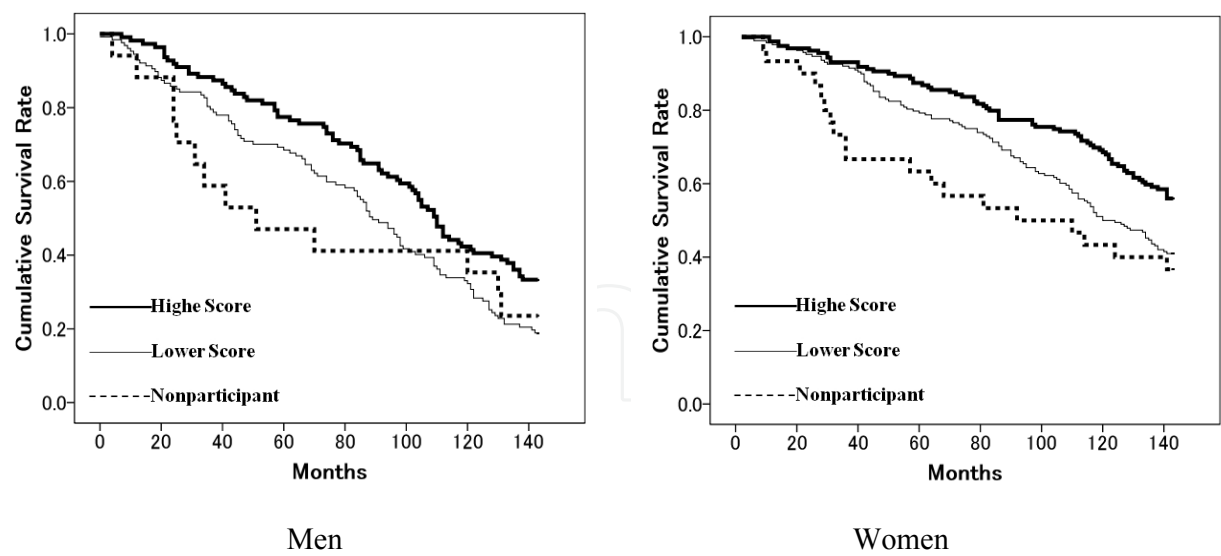 Cumulative Survival Rate
1.0
0.8
0.6
0.4
0.2
0.0
Highe Score
Lower Score
Nonparticipant
0 20 40 60 80 100 120 140
Months
Men
Cumulative Survival Rate
1.0
0.8
0.6
0.4
0.2
0.0
Highe Score
Lower Score
Nonparticipant
0 20 40 60 80 100 120 140
Months
Women